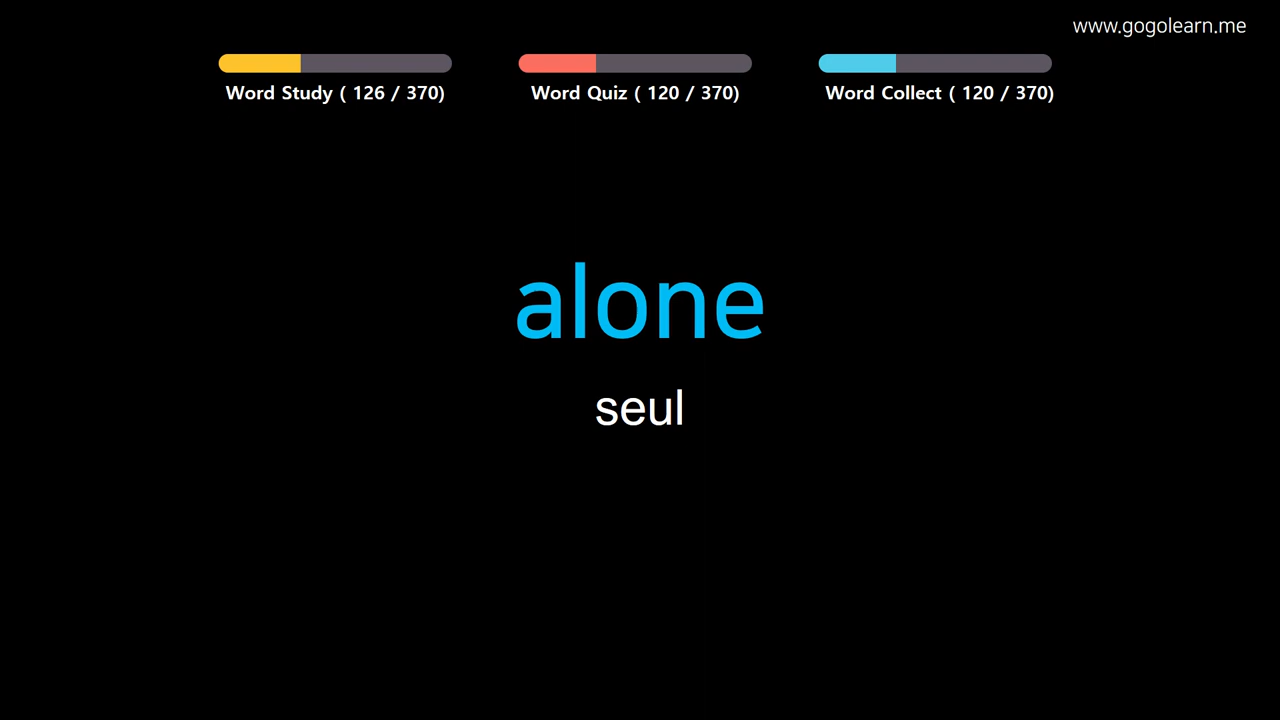 www.gogolearn.me
Word Study ( 126 / 370)
Word Quiz ( 120 / 370)
Word Collect ( 120 / 370)
alone
seul